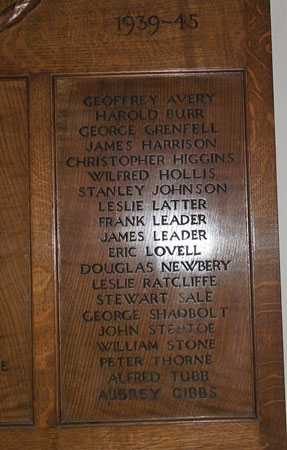 1939-45
GEOFFREY AVERY
HAROLD BURR
GEORGE GRENFELL
JAMES HARRISON
CHRISTOPHER HIGGINS
WILFRED HOLLIS
STANLEY JOHNSON
LESLIE LATTER
FRANK LEADER
JAMES LEADER
ERIC LOVELL
DOUGLAS NEWBERY
LESLIE RATCLIFFE
STEWART SALE
GEORGE SHADBOLT
JOHN STEPTOE
WILLIAM STONE
PETER THORNE
ALFRED TUBB
AUBREY GIBBS